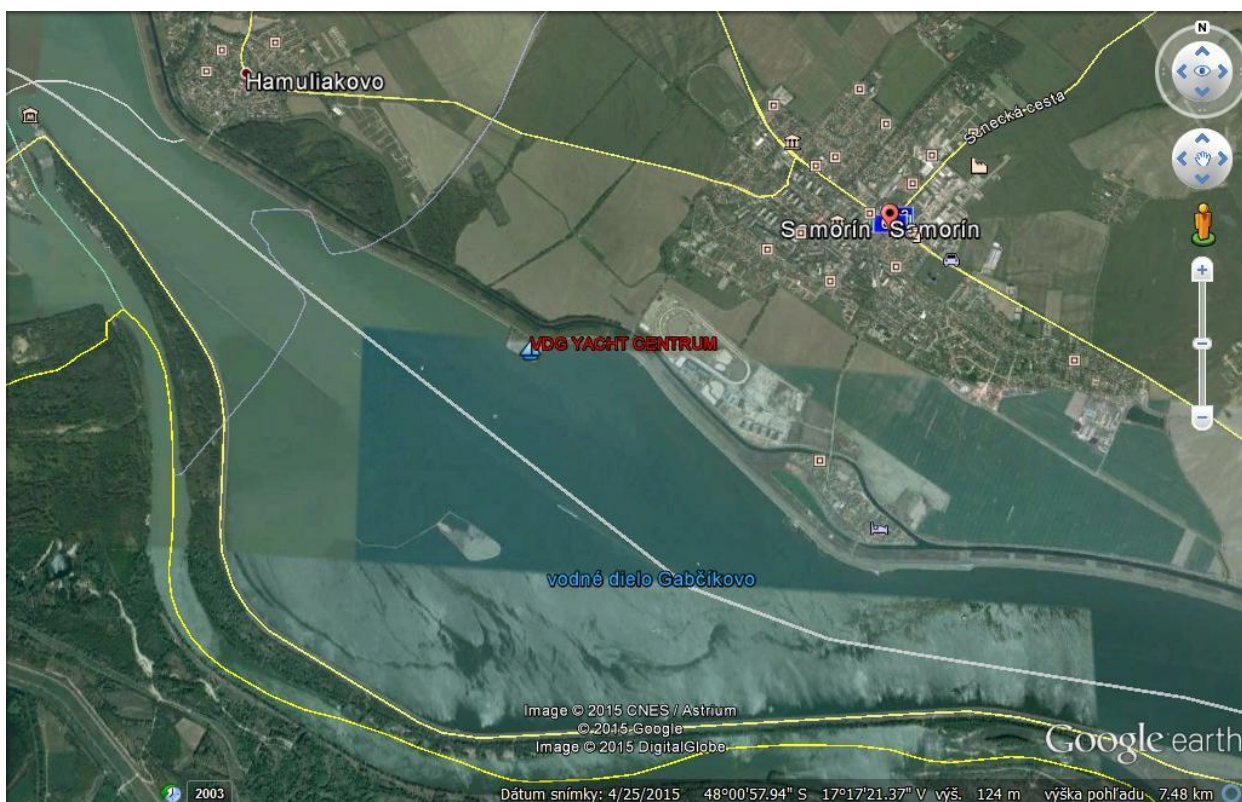 N
Hamuliakovo
Senecká cesta
Šamorín
Šamorín
VDG YACHT CENTRUM
vodné dielo Gabčíkovo
Image © 2015 CNES / Astrium
© 2015 Google
Image © 2015 DigitalGlobe
Google earth
2003
Dátum snímky: 4/25/2015 48°00'57.94" S 17°17'21.37" V výš. 124 m výška pohľadu 7.48 km